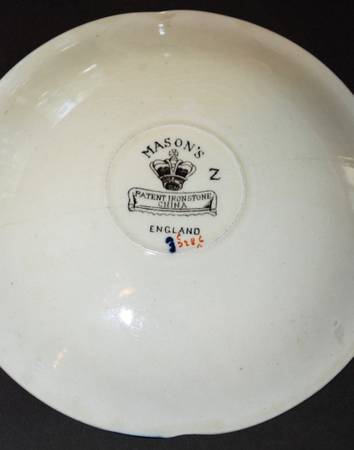 MASON'S
Z
PATENT IRONSTONE
CHINA
ENGLAND